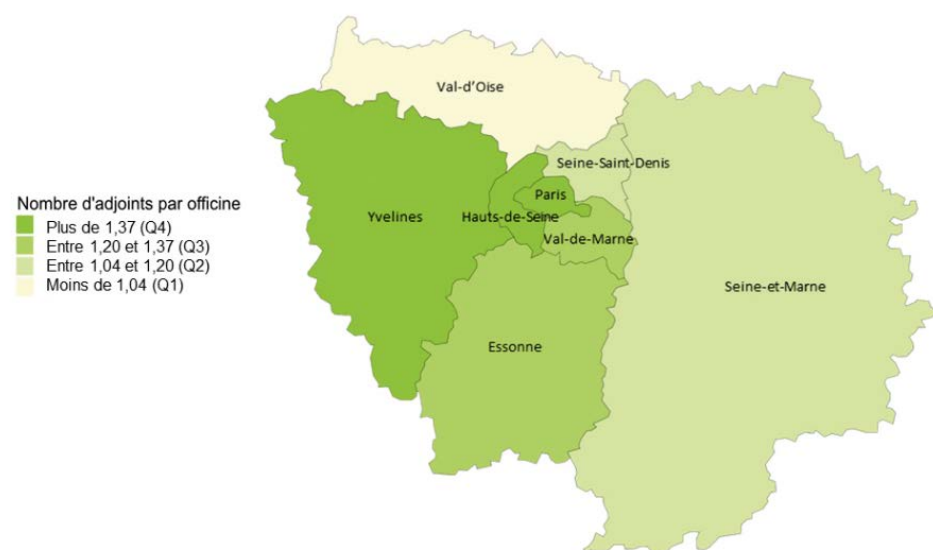 Val-d'Oise
Seine-Saint-Denis
Paris
Yvelines
Hauts-de-Seine
Val-de-Marne
Seine-et-Marne
Essonne
Nombre d'adjoints par officine
Plus de 1,37 (Q4)
Entre 1,20 et 1,37 (Q3)
Entre 1,04 et 1,20 (Q2)
Moins de 1,04 (Q1)